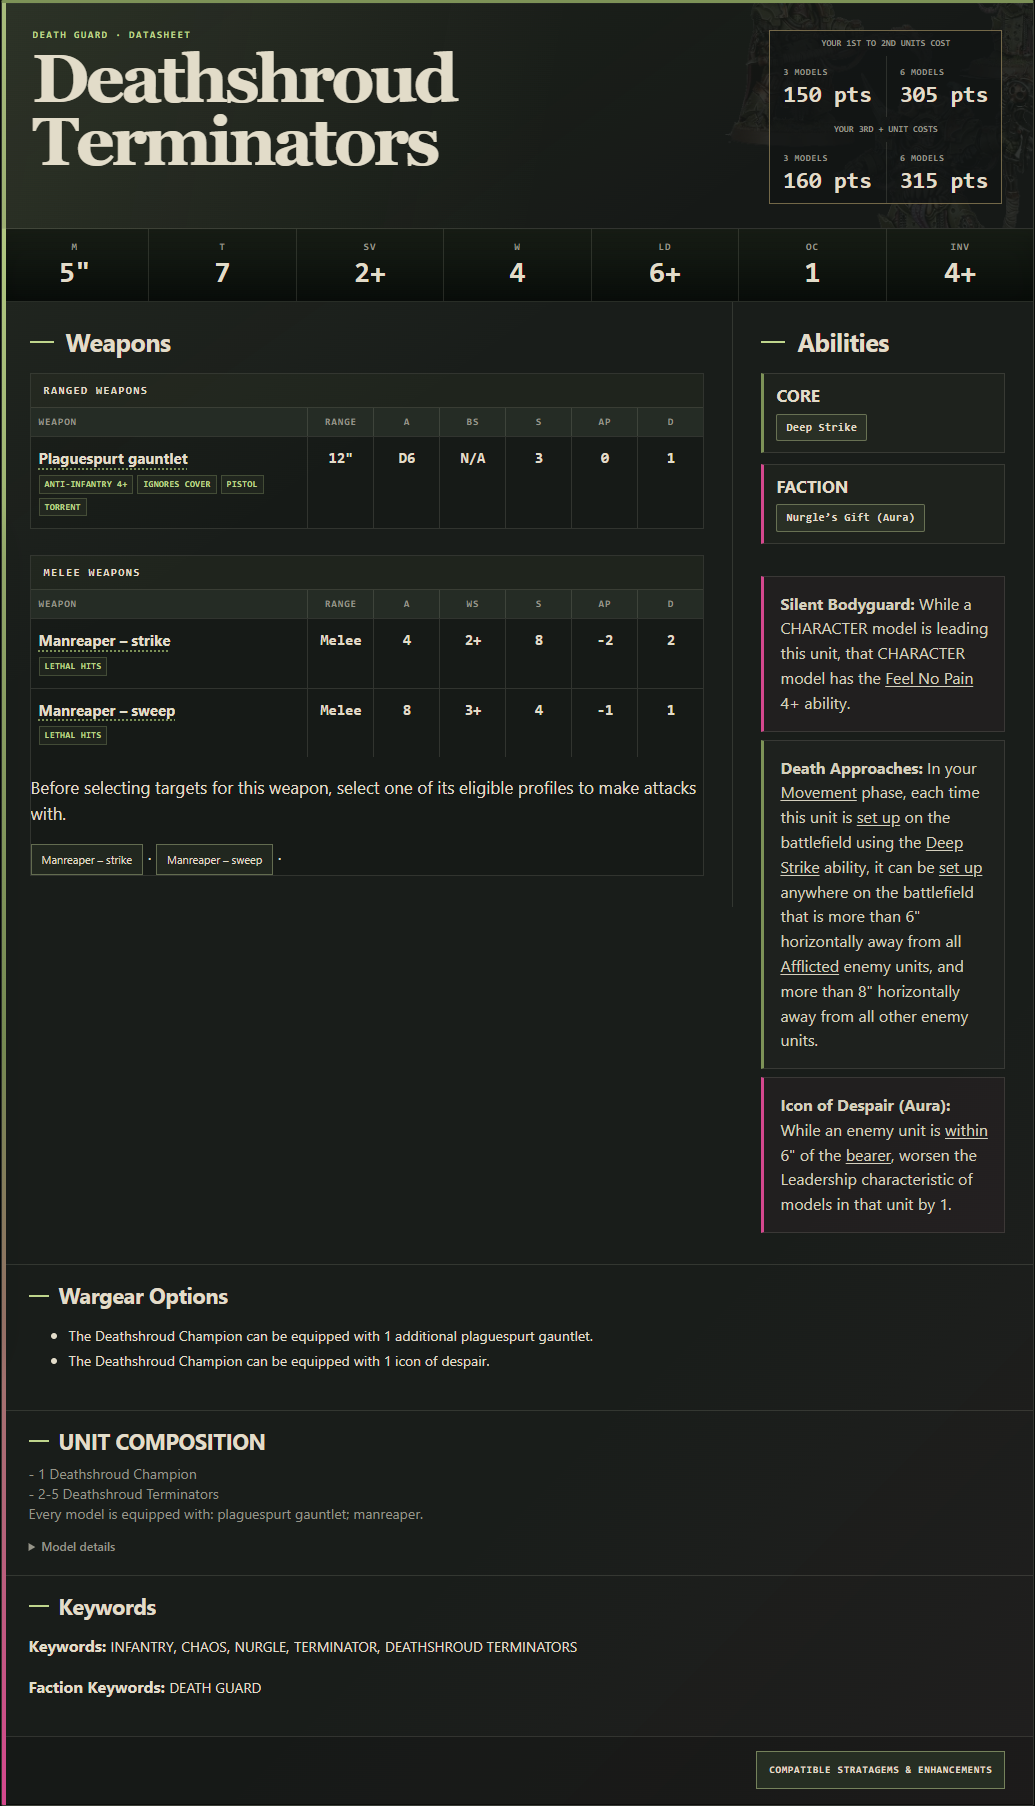 DEATH GUARD · DATASHEET
Deathshroud
Terminators
YOUR 1ST TO 2ND UNITS COST
3 MODELS
150 pts
6 MODELS
305 pts
YOUR 3RD + UNIT COSTS
3 MODELS
160 pts
6 MODELS
315 pts
M
5"
T
7
SV
2+
W
4
LD
6+
OC
1
INV
4+
Weapons
RANGED WEAPONS
WEAPON RANGE A BS S AP D
Plaguespurt gauntlet 12" D6 N/A 3 0 1
ANTI-INFANTRY 4+ IGNORES COVER PISTOL
TORRENT
MELEE WEAPONS
WEAPON RANGE A WS S AP D
Manreaper – strike Melee 4 2+ 8 -2 2
LETHAL HITS
Manreaper – sweep Melee 8 3+ 4 -1 1
LETHAL HITS
Before selecting targets for this weapon, select one of its eligible profiles to make attacks
with.
Manreaper – strike · Manreaper – sweep ·
Abilities
CORE
Deep Strike
FACTION
Nurgle’s Gift (Aura)
Silent Bodyguard: While a
CHARACTER model is leading
this unit, that CHARACTER
model has the Feel No Pain
4+ ability.
Death Approaches: In your
Movement phase, each time
this unit is set up on the
battlefield using the Deep
Strike ability, it can be set up
anywhere on the battlefield
that is more than 6"
horizontally away from all
Afflicted enemy units, and
more than 8" horizontally
away from all other enemy
units.
Icon of Despair (Aura):
While an enemy unit is within
6" of the bearer, worsen the
Leadership characteristic of
models in that unit by 1.
Wargear Options
• The Deathshroud Champion can be equipped with 1 additional plaguespurt gauntlet.
• The Deathshroud Champion can be equipped with 1 icon of despair.
UNIT COMPOSITION
- 1 Deathshroud Champion
- 2-5 Deathshroud Terminators
Every model is equipped with: plaguespurt gauntlet; manreaper.
▶ Model details
Keywords
Keywords: INFANTRY, CHAOS, NURGLE, TERMINATOR, DEATHSHROUD TERMINATORS
Faction Keywords: DEATH GUARD
COMPATIBLE STRATAGEMS & ENHANCEMENTS